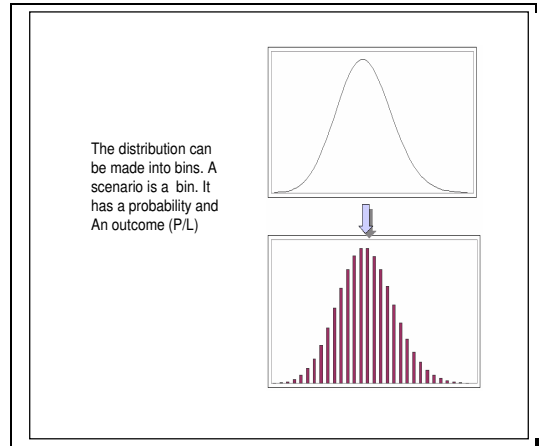 The distribution can
be made into bins. A
scenario is a bin. It
has a probability and
An outcome (P/L)